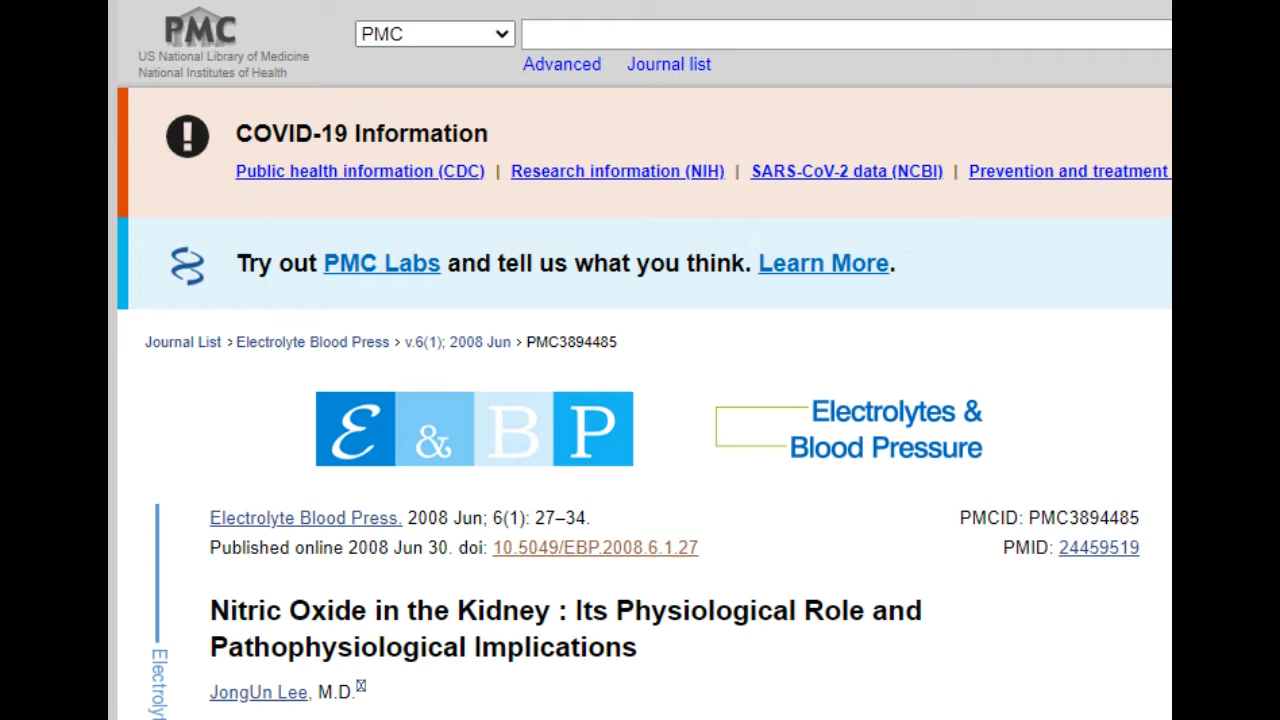 PMC
US National Library of Medicine
National Institutes of Health
PMC
Advanced Journal list
COVID-19 Information
Public health information (CDC) | Research information (NIH) | SARS-CoV-2 data (NCBI) | Prevention and treatment
Try out PMC Labs and tell us what you think. Learn More.
Journal List > Electrolyte Blood Press > v.6(1); 2008 Jun > PMC3894485
E & B P
Electrolytes &
Blood Pressure
Electrolyte Blood Press. 2008 Jun; 6(1): 27–34.
Published online 2008 Jun 30. doi: 10.5049/EBP.2008.6.1.27
PMCID: PMC3894485
PMID: 24459519
Nitric Oxide in the Kidney : Its Physiological Role and
Pathophysiological Implications
JongUn Lee, M.D.